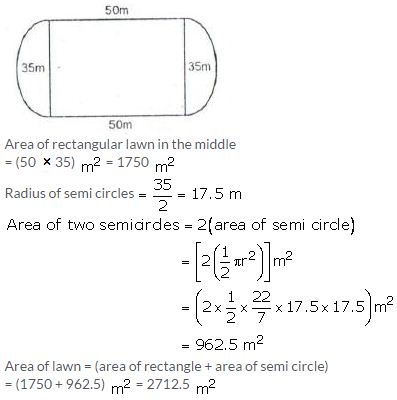 50m
35m 35m
50m
Area of rectangular lawn in the middle
= (50 × 35) m² = 1750 m²
Radius of semi circles = 35/2 = 17.5 m
Area of two semicircles = 2(area of semi circle)
= [2(1/2 πr²)]m²
= (2 x 1/2 x 22/7 x 17.5 x 17.5)m²
= 962.5 m²
Area of lawn = (area of rectangle + area of semi circle)
= (1750 + 962.5) m² = 2712.5 m²